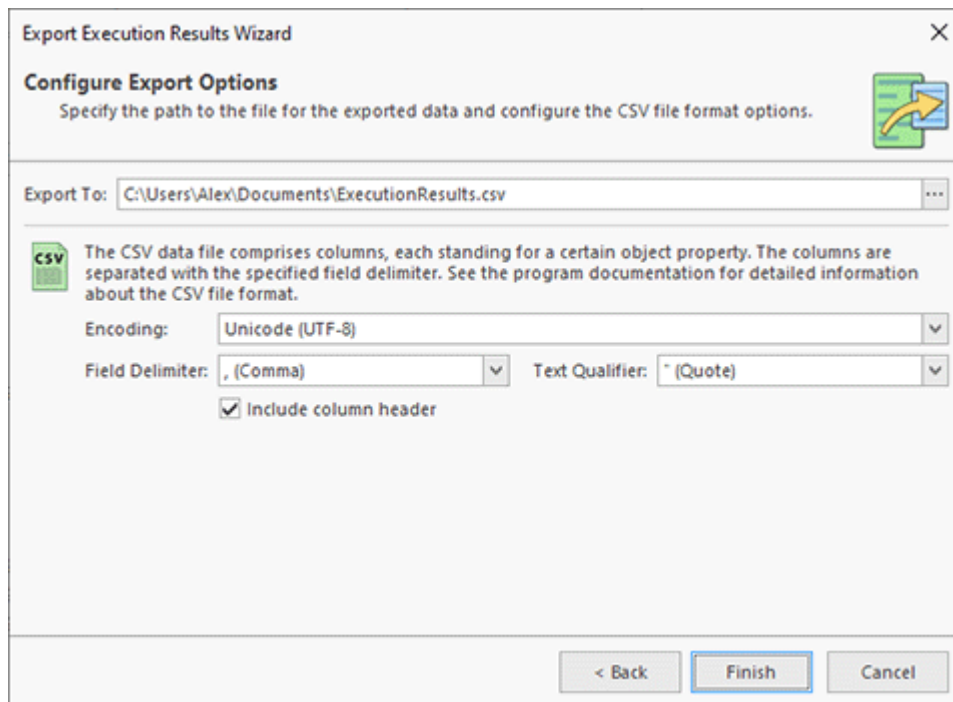 Export Execution Results Wizard
Configure Export Options
Specify the path to the file for the exported data and configure the CSV file format options.
Export To: C:\Users\Alex\Documents\ExecutionResults.csv ...
CSV
The CSV data file comprises columns, each standing for a certain object property. The columns are
separated with the specified field delimiter. See the program documentation for detailed information
about the CSV file format.
Encoding: Unicode (UTF-8)
Field Delimiter: , (Comma) Text Qualifier: " (Quote)
Include column header
< Back Finish Cancel